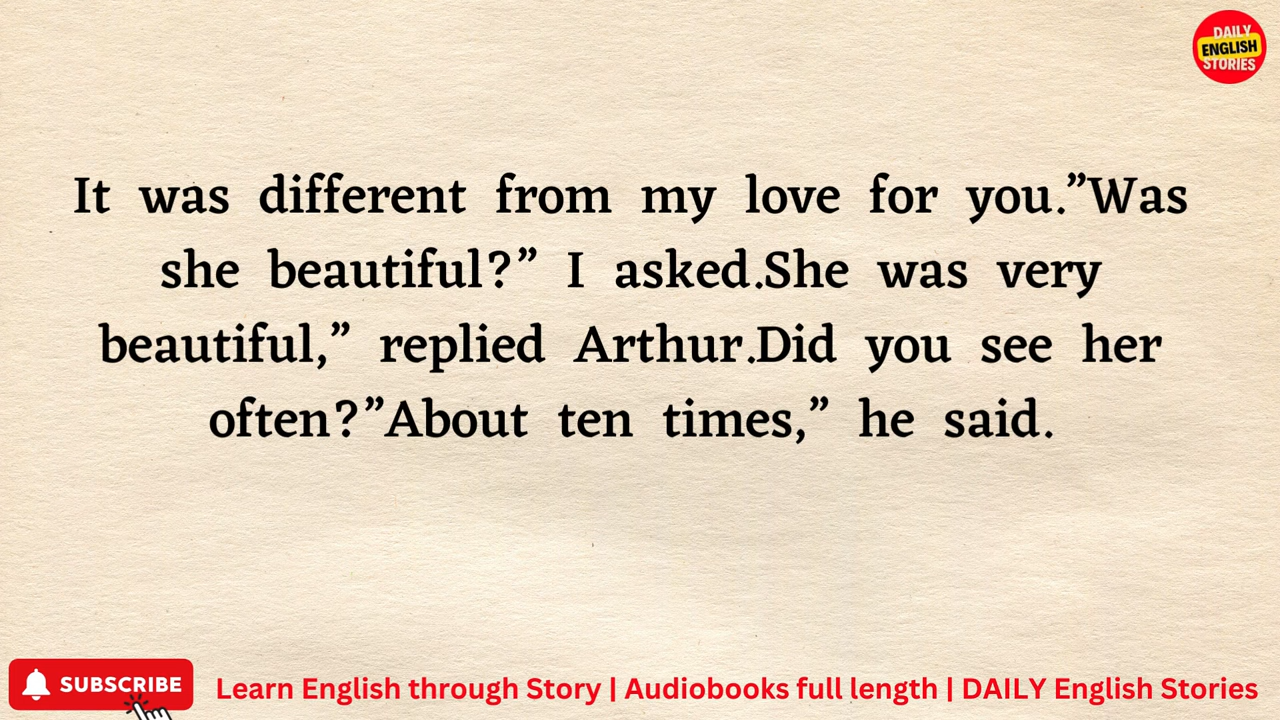 DAILY
ENGLISH
STORIES
It was different from my love for you.”Was
she beautiful?” I asked.She was very
beautiful,” replied Arthur.Did you see her
often?”About ten times,” he said.
SUBSCRIBE
Learn English through Story | Audiobooks full length | DAILY English Stories